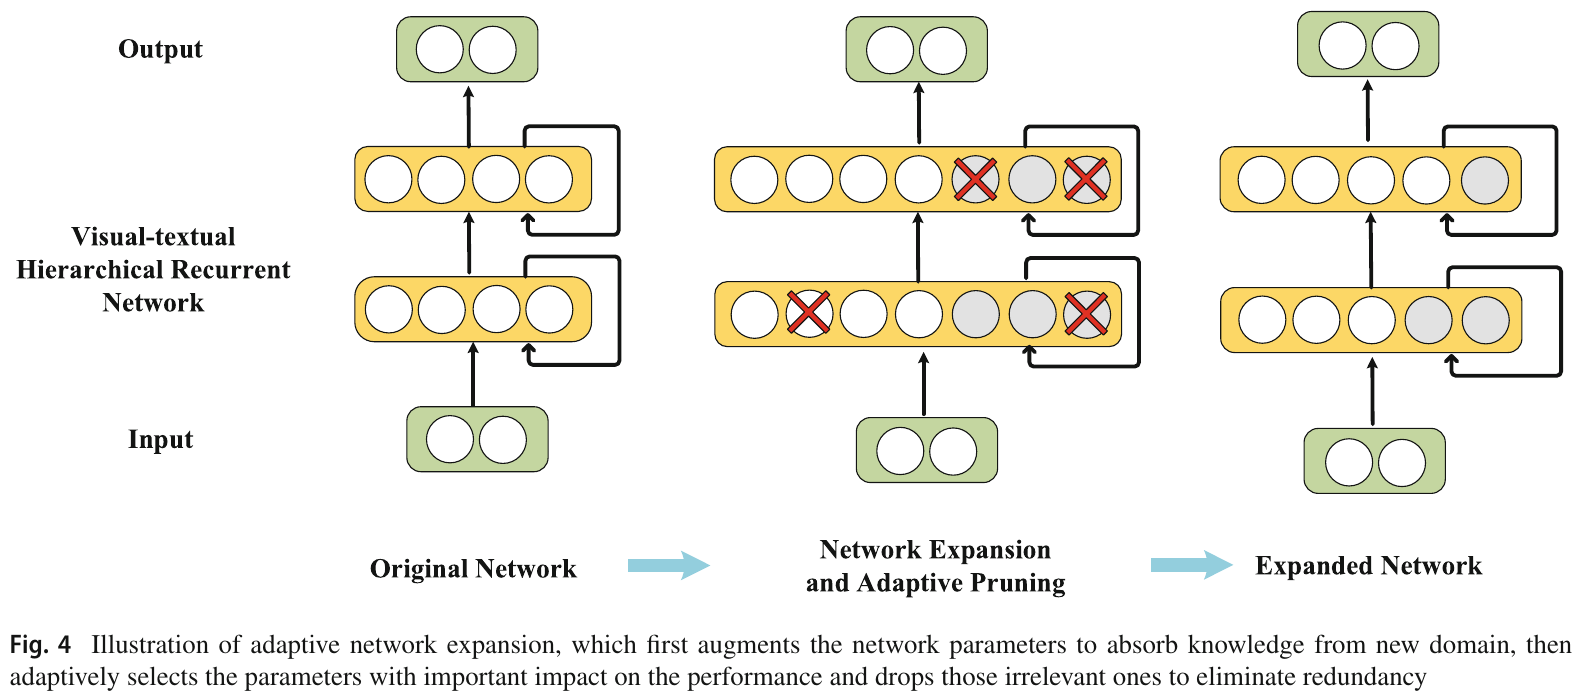 Output
Visual-textual
Hierarchical Recurrent
Network
Input
Original Network
Network Expansion
and Adaptive Pruning
Expanded Network
Fig. 4 Illustration of adaptive network expansion, which first augments the network parameters to absorb knowledge from new domain, then
adaptively selects the parameters with important impact on the performance and drops those irrelevant ones to eliminate redundancy